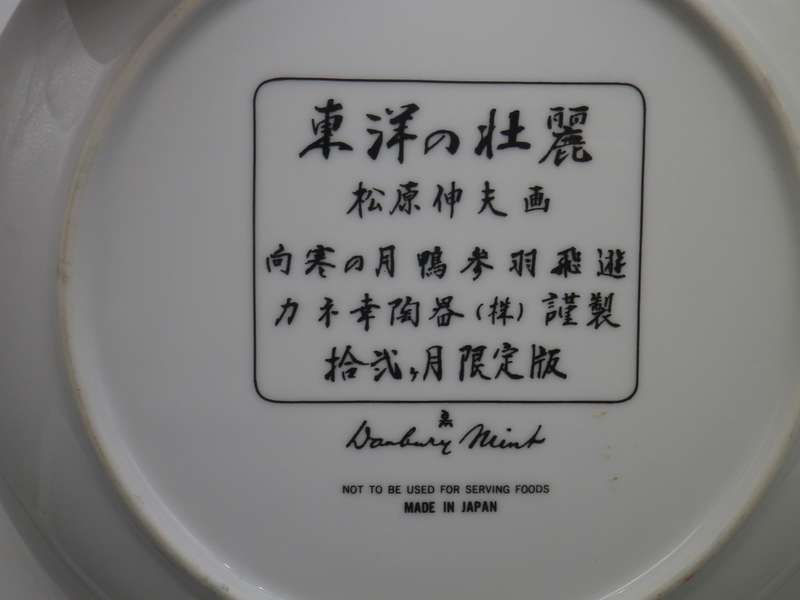 東洋の壮麗
松原伸夫画
向寒の月鴨参羽飛遊
カネ幸陶器(株)謹製
拾弐ヶ月限定版
Danbury Mint
NOT TO BE USED FOR SERVING FOODS
MADE IN JAPAN